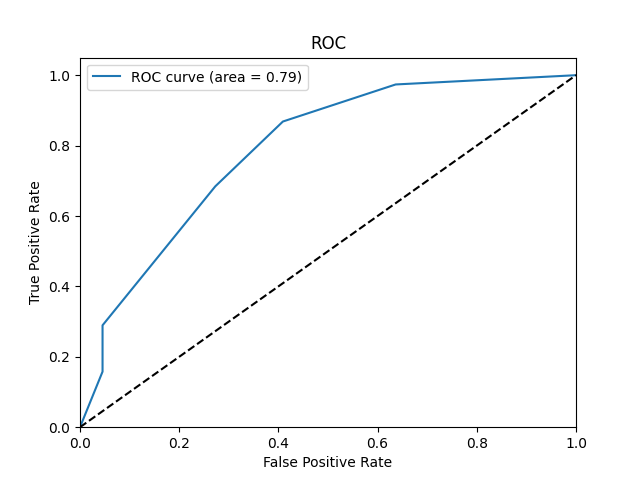 ROC
ROC curve (area = 0.79)
1.0
0.8
0.6
0.4
0.2
0.0
True Positive Rate
0.0 0.2 0.4 0.6 0.8 1.0
False Positive Rate